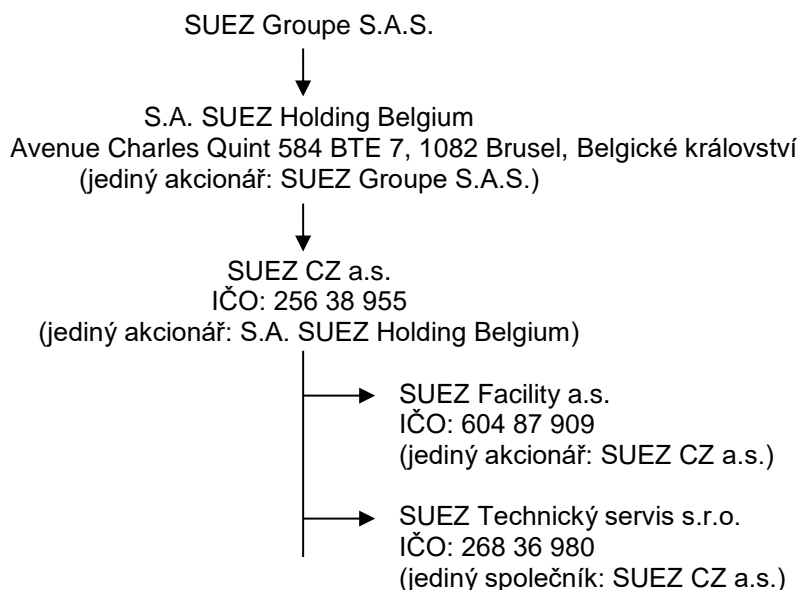 SUEZ Groupe S.A.S.
S.A. SUEZ Holding Belgium
Avenue Charles Quint 584 BTE 7, 1082 Brusel, Belgické království
(jediný akcionář: SUEZ Groupe S.A.S.)
SUEZ CZ a.s.
IČO: 256 38 955
(jediný akcionář: S.A. SUEZ Holding Belgium)
SUEZ Facility a.s.
IČO: 604 87 909
(jediný akcionář: SUEZ CZ a.s.)
SUEZ Technický servis s.r.o.
IČO: 268 36 980
(jediný společník: SUEZ CZ a.s.)